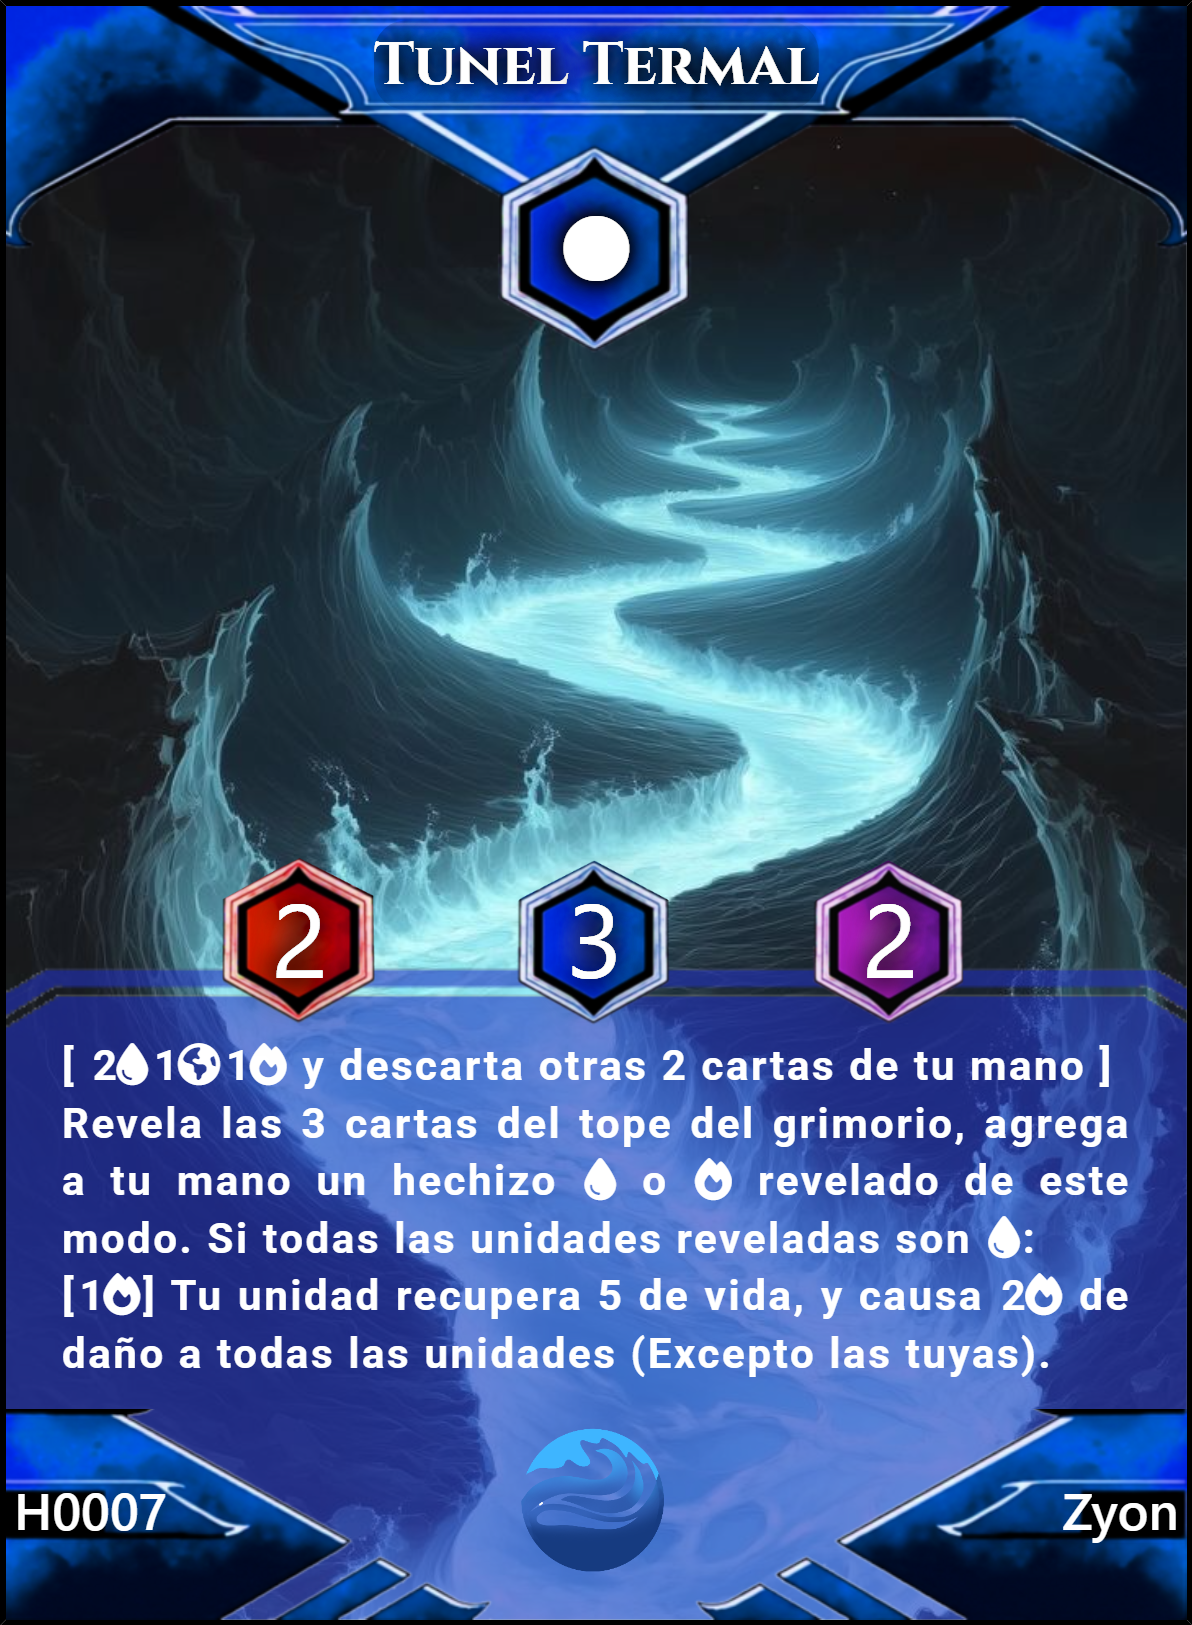 TUNEL TERMAL
2 3 2
[ 2 1 1 y descarta otras 2 cartas de tu mano ]
Revela las 3 cartas del tope del grimorio, agrega
a tu mano un hechizo o revelado de este
modo. Si todas las unidades reveladas son :
[1] Tu unidad recupera 5 de vida, y causa 2 de
daño a todas las unidades (Excepto las tuyas).
H0007 Zyon